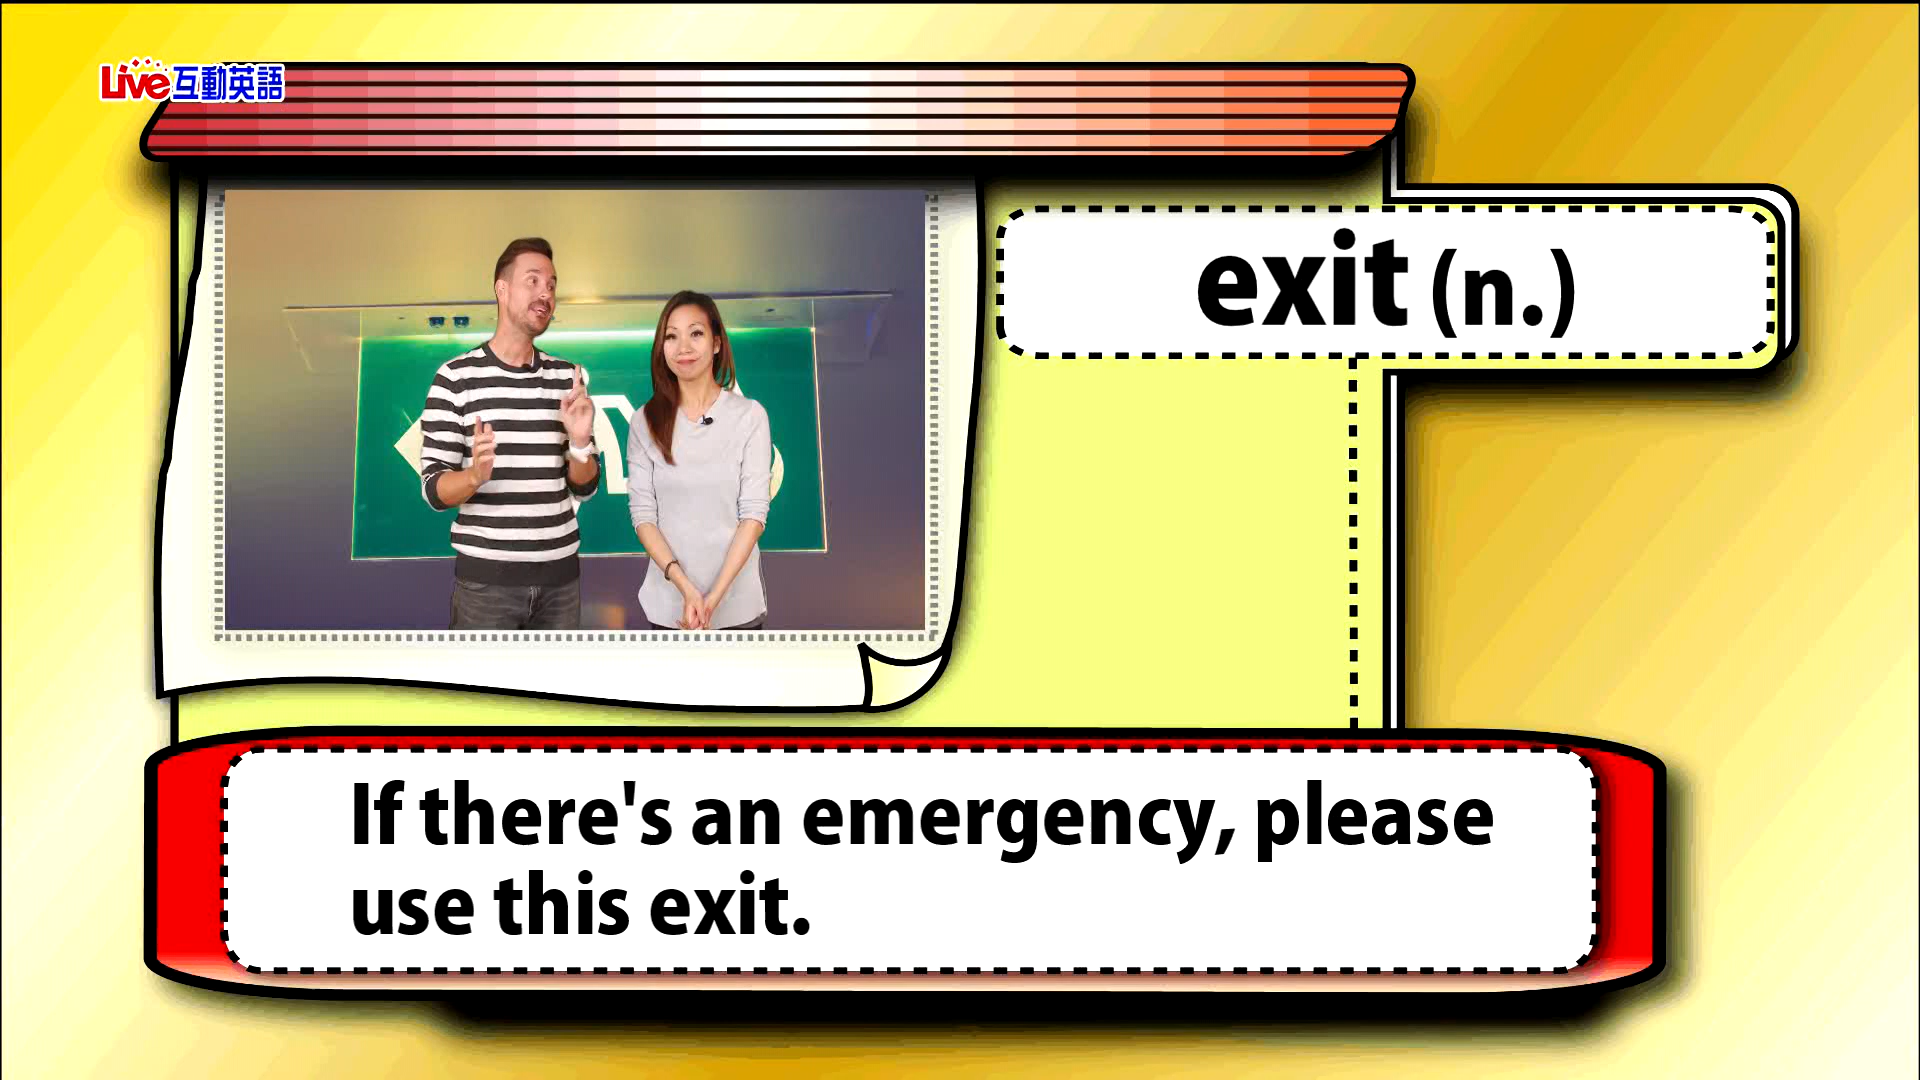 Live互動英語
exit (n.)
If there's an emergency, please
use this exit.